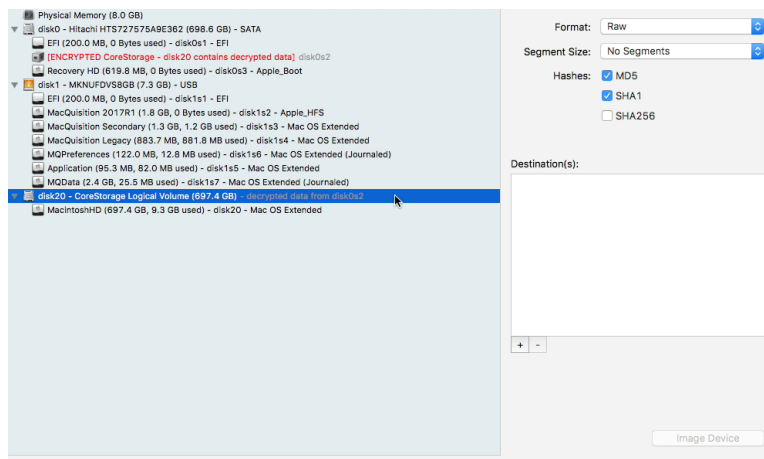 Physical Memory (8.0 GB)
disk0 - Hitachi HTS727575A9E362 (698.6 GB) - SATA
EFI (200.0 MB, 0 Bytes used) - disk0s1 - EFI
[ENCRYPTED CoreStorage - disk20 contains decrypted data] disk0s2
Recovery HD (619.8 MB, 0 Bytes used) - disk0s3 - Apple_Boot
disk1 - MKNUFDVS8GB (7.3 GB) - USB
EFI (200.0 MB, 0 Bytes used) - disk1s1 - EFI
MacQuisition 2017R1 (1.8 GB, 0 Bytes used) - disk1s2 - Apple_HFS
MacQuisition Secondary (1.3 GB, 1.2 GB used) - disk1s3 - Mac OS Extended
MacQuisition Legacy (883.7 MB, 881.8 MB used) - disk1s4 - Mac OS Extended
MQPreferences (122.0 MB, 12.8 MB used) - disk1s6 - Mac OS Extended (Journaled)
Application (95.3 MB, 82.0 MB used) - disk1s5 - Mac OS Extended
MQData (2.4 GB, 25.5 MB used) - disk1s7 - Mac OS Extended (Journaled)
disk20 - CoreStorage Logical Volume (697.4 GB) - decrypted data from disk0s2
MacintoshHD (697.4 GB, 9.3 GB used) - disk20 - Mac OS Extended
Format: Raw
Segment Size: No Segments
Hashes: MD5
SHA1
SHA256
Destination(s):
+ -
Image Device